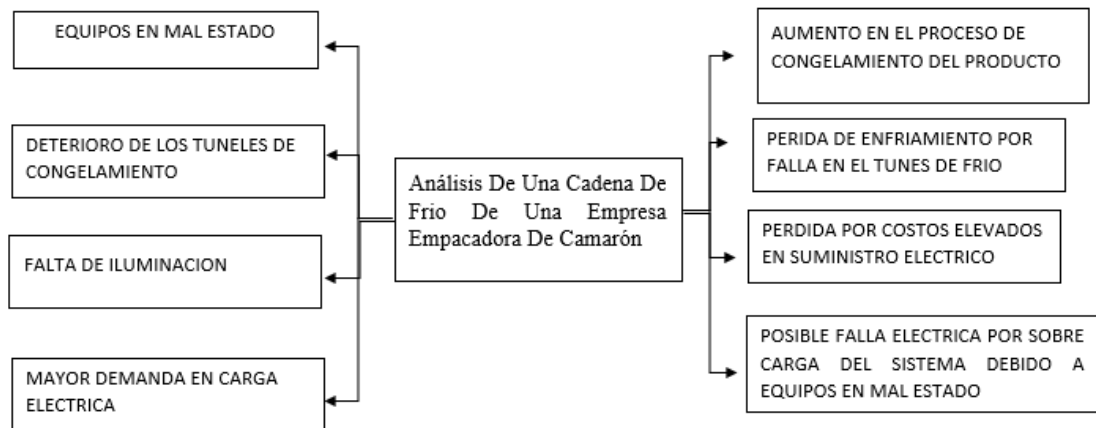 EQUIPOS EN MAL ESTADO
DETERIORO DE LOS TUNELES DE
CONGELAMIENTO
FALTA DE ILUMINACION
MAYOR DEMANDA EN CARGA
ELECTRICA
Análisis De Una Cadena De
Frio De Una Empresa
Empacadora De Camarón
AUMENTO EN EL PROCESO DE
CONGELAMIENTO DEL PRODUCTO
PERIDA DE ENFRIAMIENTO POR
FALLA EN EL TUNES DE FRIO
PERDIDA POR COSTOS ELEVADOS
EN SUMINISTRO ELECTRICO
POSIBLE FALLA ELECTRICA POR SOBRE
CARGA DEL SISTEMA DEBIDO A
EQUIPOS EN MAL ESTADO